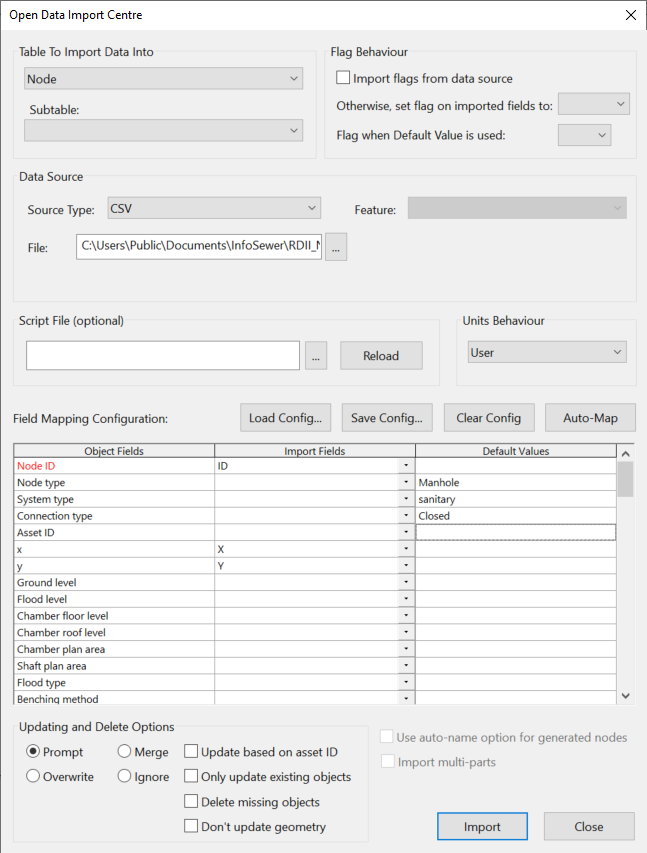 Open Data Import Centre
Table To Import Data Into
Node
Subtable:
Flag Behaviour
Import flags from data source
Otherwise, set flag on imported fields to:
Flag when Default Value is used:
Data Source
Source Type: CSV
Feature:
File: C:\Users\Public\Documents\InfoSewer\RDII_N ...
Script File (optional)
... Reload
Units Behaviour
User
Field Mapping Configuration: Load Config... Save Config... Clear Config Auto-Map
Object Fields Import Fields Default Values
Node ID ID
Node type Manhole
System type sanitary
Connection type Closed
Asset ID
x X
y Y
Ground level
Flood level
Chamber floor level
Chamber roof level
Chamber plan area
Shaft plan area
Flood type
Benching method
Updating and Delete Options
Prompt Merge Update based on asset ID
Overwrite Ignore Only update existing objects
Delete missing objects
Don't update geometry
Use auto-name option for generated nodes
Import multi-parts
Import Close